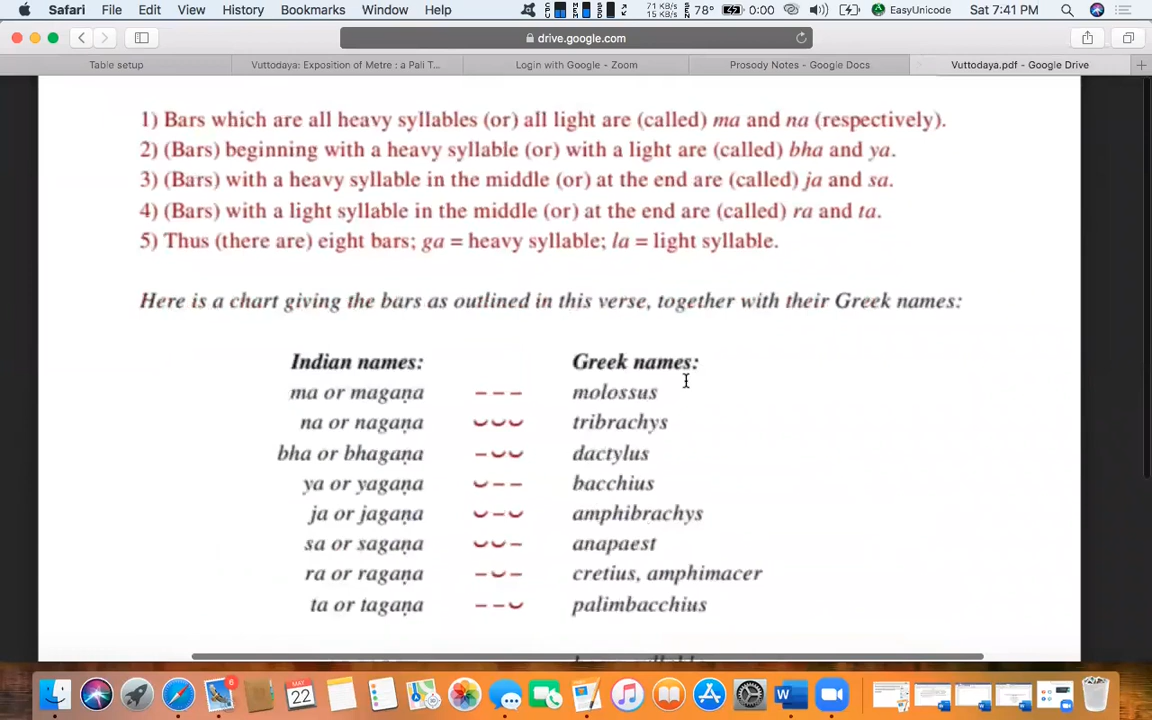 Safari File Edit View History Bookmarks Window Help 71 KB/s 15 KB/s 78° 0:00 EasyUnicode Sat 7:41 PM
drive.google.com
Table setup Vuttodaya: Exposition of Metre : a Pali T... Login with Google - Zoom Prosody Notes - Google Docs Vuttodaya.pdf - Google Drive
1) Bars which are all heavy syllables (or) all light are (called) ma and na (respectively).
2) (Bars) beginning with a heavy syllable (or) with a light are (called) bha and ya.
3) (Bars) with a heavy syllable in the middle (or) at the end are (called) ja and sa.
4) (Bars) with a light syllable in the middle (or) at the end are (called) ra and ta.
5) Thus (there are) eight bars; ga = heavy syllable; la = light syllable.
Here is a chart giving the bars as outlined in this verse, together with their Greek names:
Indian names: Greek names:
ma or magaṇa − − − molossus
na or nagaṇa ⏑⏑⏑ tribrachys
bha or bhagaṇa −⏑⏑ dactylus
ya or yagaṇa ⏑−− bacchius
ja or jagaṇa ⏑−⏑ amphibrachys
sa or sagaṇa ⏑⏑− anapaest
ra or ragaṇa −⏑− cretius, amphimacer
ta or tagaṇa −−⏑ palimbacchius
6
MAY
22